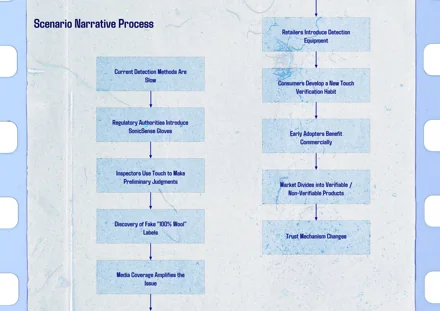 Scenario Narrative Process
Current Detection Methods Are
Slow
Regulatory Authorities Introduce
SonicSense Gloves
Inspectors Use Touch to Make
Preliminary Judgments
Discovery of Fake "100% Wool"
Labels
Media Coverage Amplifies the
Issue
Retailers Introduce Detection
Equipment
Consumers Develop a New Touch
Verification Habit
Early Adopters Benefit
Commercially
Market Divides into Verifiable /
Non-Verifiable Products
Trust Mechanism Changes